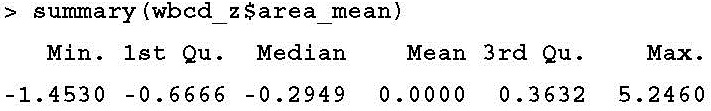 > summary(wbcd_z$area_mean)
Min. 1st Qu. Median Mean 3rd Qu. Max.
-1.4530 -0.6666 -0.2949 0.0000 0.3632 5.2460